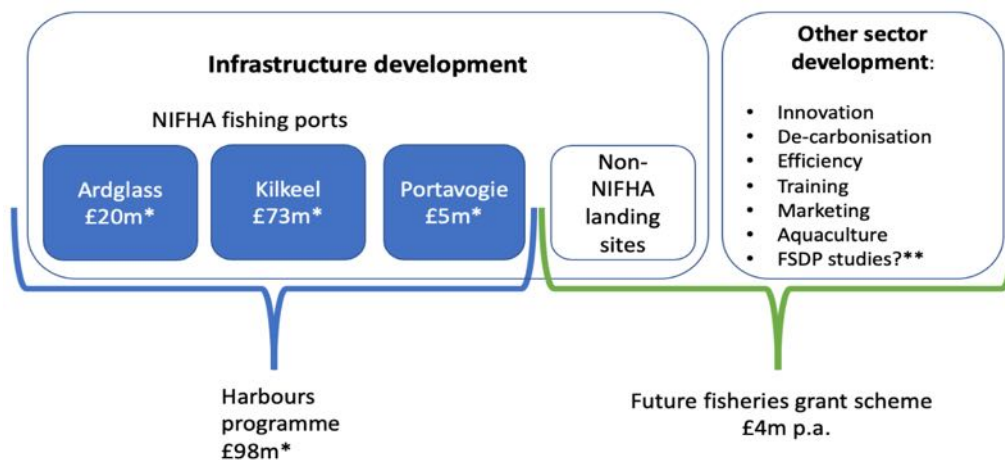 Infrastructure development
NIFHA fishing ports
Ardglass
£20m*
Kilkeel
£73m*
Portavogie
£5m*
Non-
NIFHA
landing
sites
Other sector
development:
• Innovation
• De-carbonisation
• Efficiency
• Training
• Marketing
• Aquaculture
• FSDP studies?**
Harbours
programme
£98m*
Future fisheries grant scheme
£4m p.a.